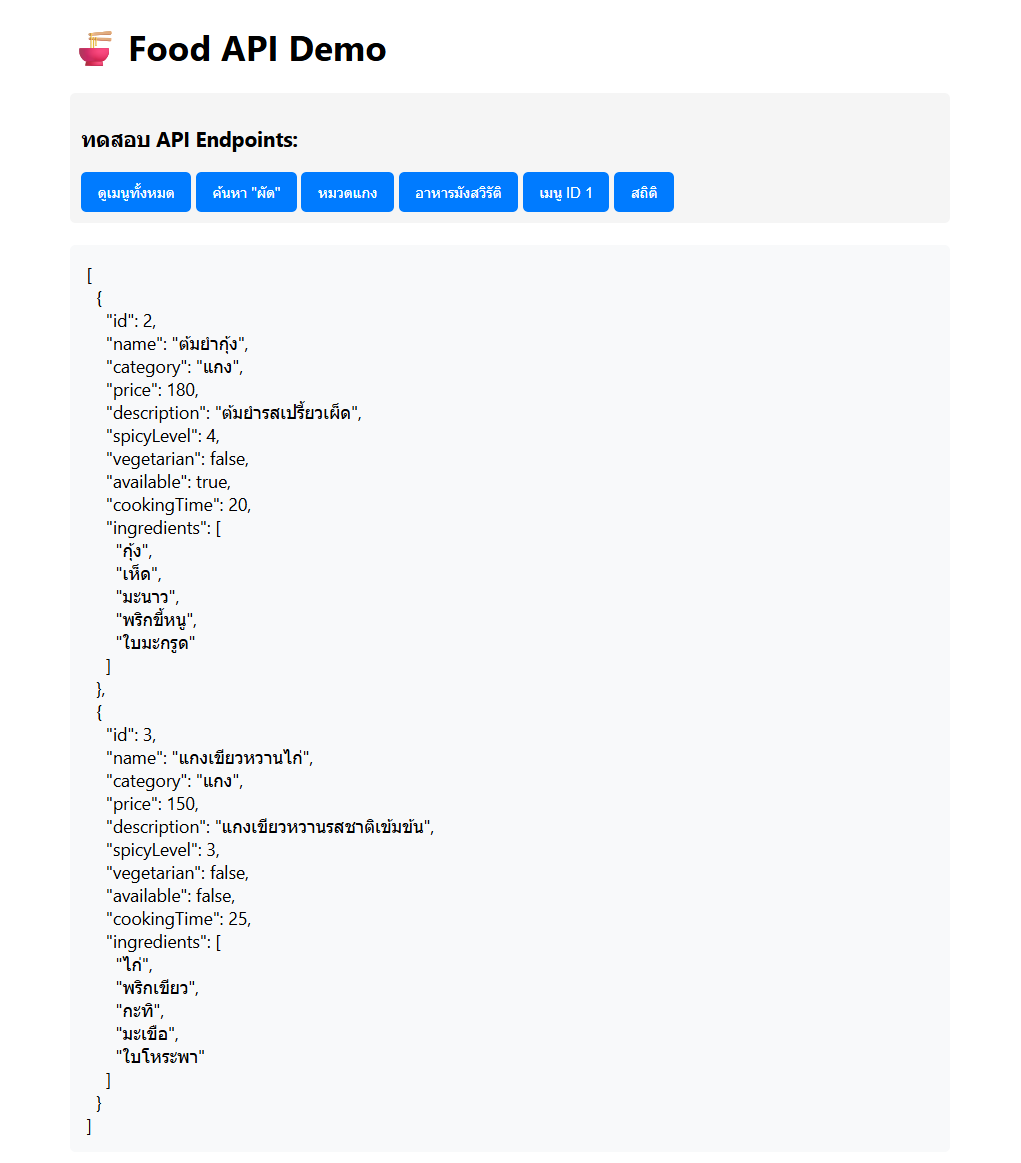 Food API Demo
ทดสอบ API Endpoints:
ดูเมนูทั้งหมด ค้นหา "ผัด" หมวดแกง อาหารมังสวิรัติ เมนู ID 1 สถิติ
[
{
"id": 2,
"name": "ต้มยำกุ้ง",
"category": "แกง",
"price": 180,
"description": "ต้มยำรสเปรี้ยวเผ็ด",
"spicyLevel": 4,
"vegetarian": false,
"available": true,
"cookingTime": 20,
"ingredients": [
"กุ้ง",
"เห็ด",
"มะนาว",
"พริกขี้หนู",
"ใบมะกรูด"
]
},
{
"id": 3,
"name": "แกงเขียวหวานไก่",
"category": "แกง",
"price": 150,
"description": "แกงเขียวหวานรสชาติเข้มข้น",
"spicyLevel": 3,
"vegetarian": false,
"available": false,
"cookingTime": 25,
"ingredients": [
"ไก่",
"พริกเขียว",
"กะทิ",
"มะเขือ",
"ใบโหระพา"
]
}
]